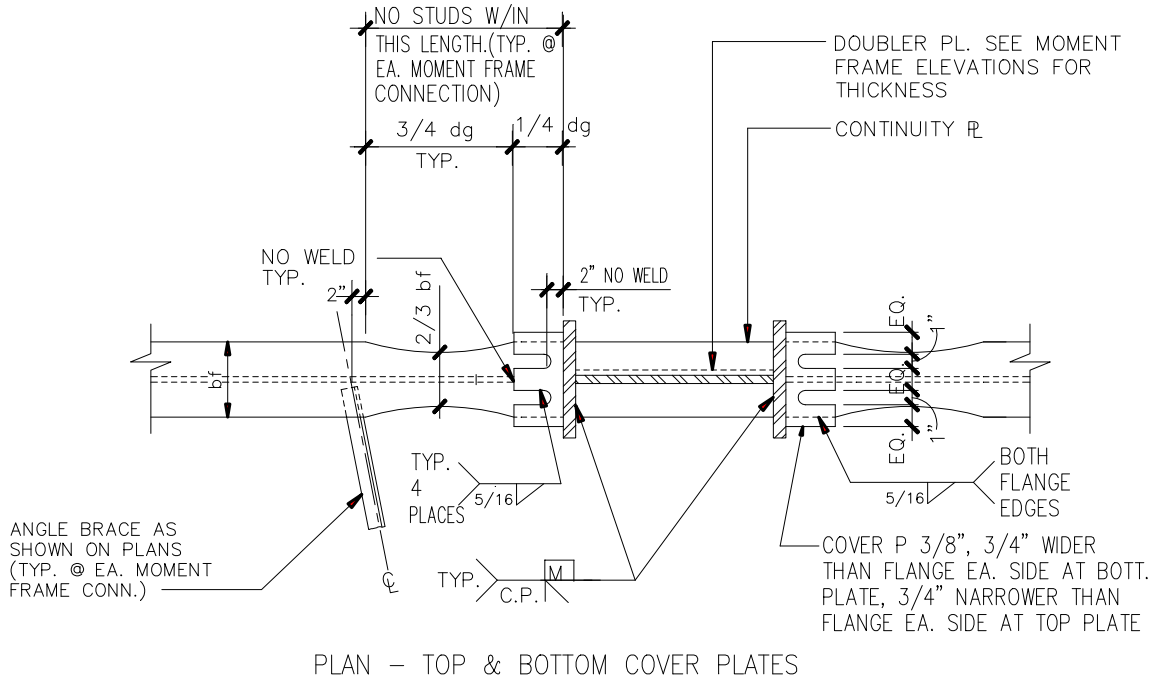 NO STUDS W/IN
THIS LENGTH.(TYP. @
EA. MOMENT FRAME
CONNECTION)
3/4 dg
TYP.
1/4 dg
DOUBLER PL. SEE MOMENT
FRAME ELEVATIONS FOR
THICKNESS
CONTINUITY PL
NO WELD
TYP.
2"
2/3 bf
2" NO WELD
TYP.
bf
EQ.
1"
EQ.
1"
EQ.
TYP.
4
PLACES
5/16
5/16
BOTH
FLANGE
EDGES
ANGLE BRACE AS
SHOWN ON PLANS
(TYP. @ EA. MOMENT
FRAME CONN.)
CL
TYP.
M
C.P.
COVER P 3/8", 3/4" WIDER
THAN FLANGE EA. SIDE AT BOTT.
PLATE, 3/4" NARROWER THAN
FLANGE EA. SIDE AT TOP PLATE
PLAN - TOP & BOTTOM COVER PLATES